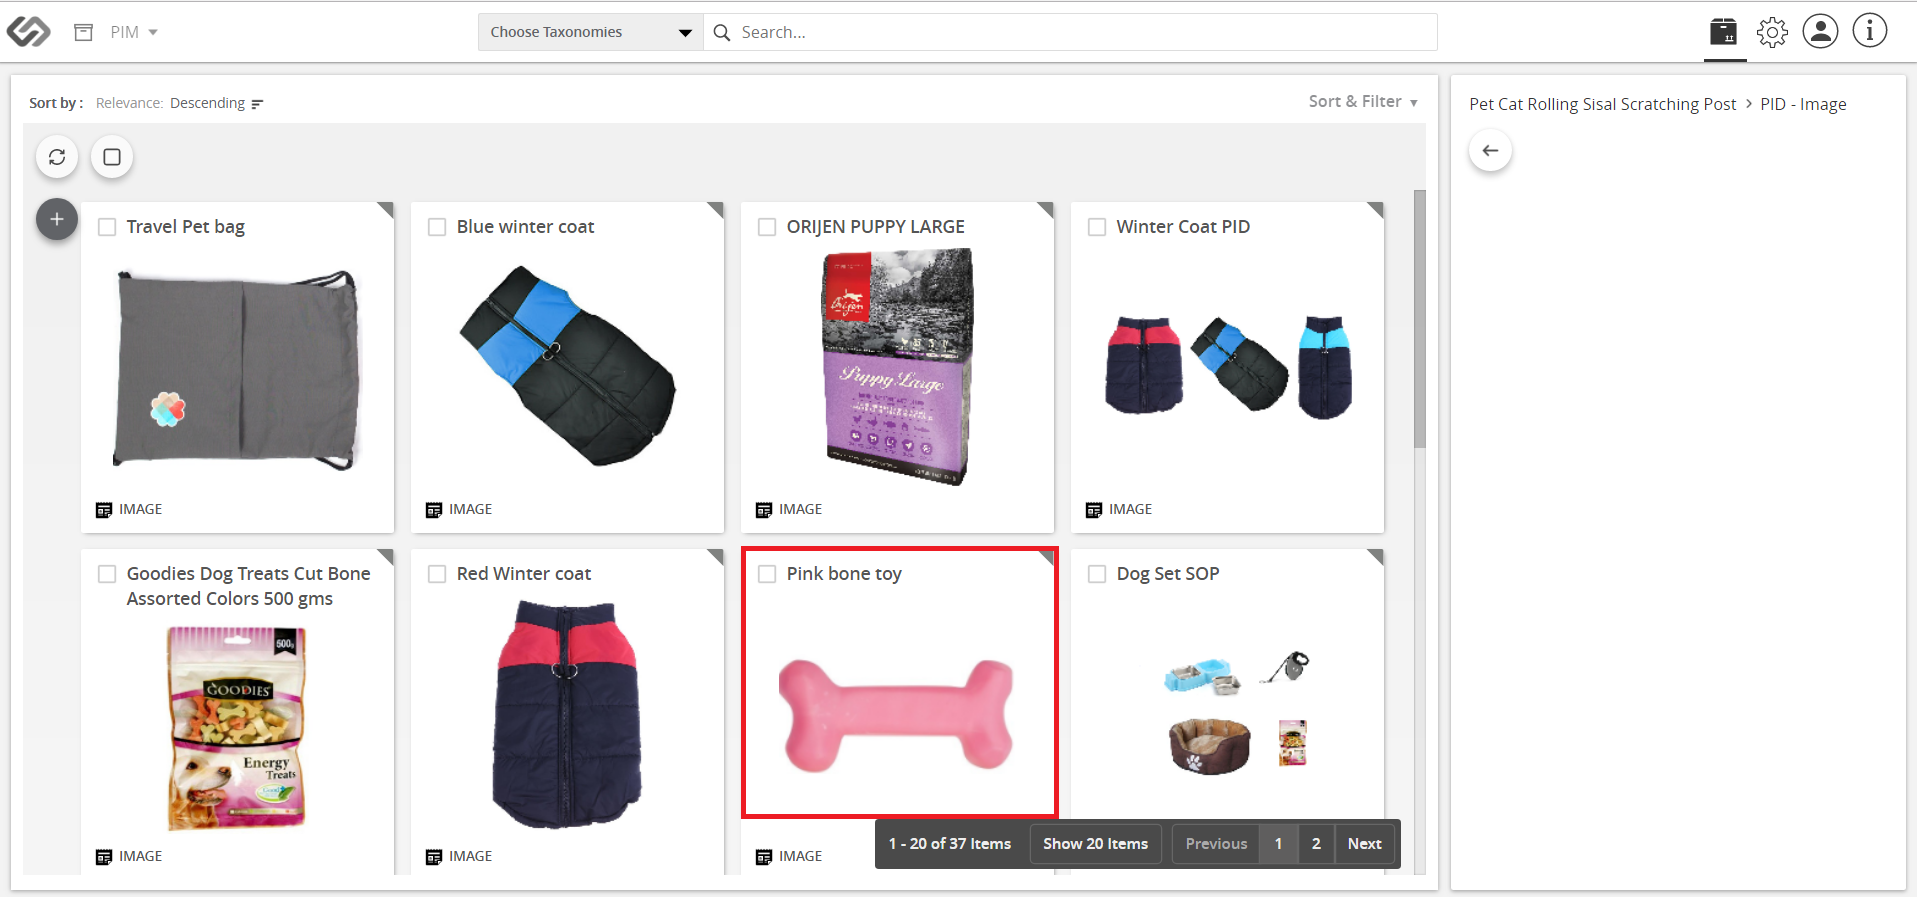 PIM
Choose Taxonomies
Search...
Sort by : Relevance: Descending
Sort & Filter
Pet Cat Rolling Sisal Scratching Post > PID - Image
Travel Pet bag
IMAGE
Blue winter coat
IMAGE
ORIJEN PUPPY LARGE
Orijen
Puppy Large
IMAGE
Winter Coat PID
IMAGE
Goodies Dog Treats Cut Bone
Assorted Colors 500 gms
500g
GOODIES
Energy
Treats
IMAGE
Red Winter coat
IMAGE
Pink bone toy
IMAGE
Dog Set SOP
1 - 20 of 37 Items
Show 20 Items
Previous 1 2 Next